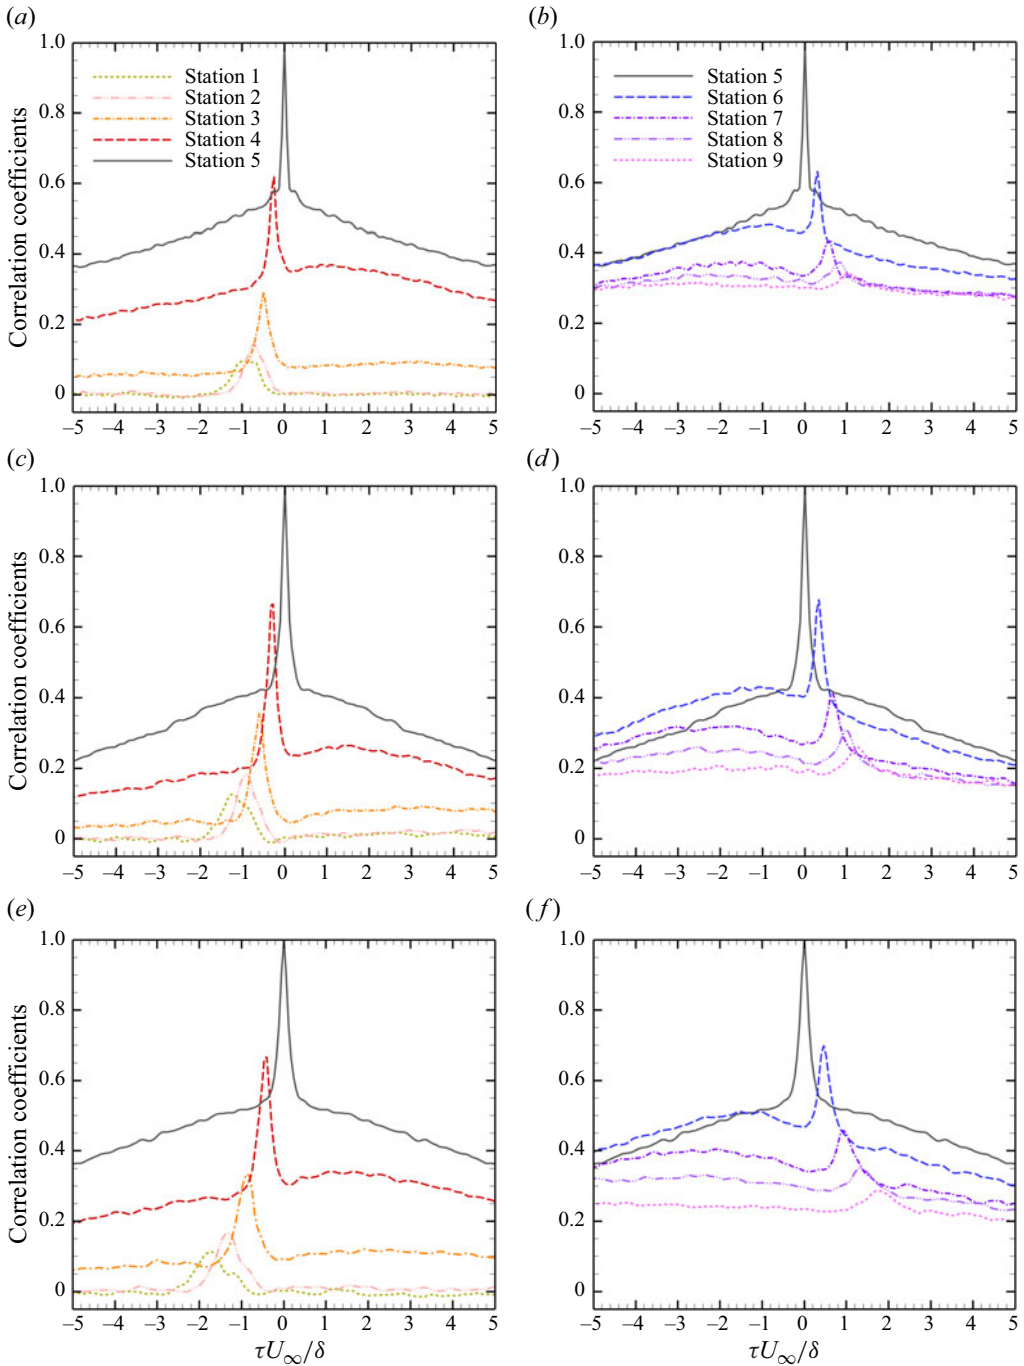 (a)
1.0
0.8
0.6
0.4
0.2
0
Correlation coefficients
Station 1
Station 2
Station 3
Station 4
Station 5
–5 –4 –3 –2 –1 0 1 2 3 4 5
(b)
1.0
0.8
0.6
0.4
0.2
0
Station 5
Station 6
Station 7
Station 8
Station 9
–5 –4 –3 –2 –1 0 1 2 3 4 5
(c)
1.0
0.8
0.6
0.4
0.2
0
Correlation coefficients
–5 –4 –3 –2 –1 0 1 2 3 4 5
(d)
1.0
0.8
0.6
0.4
0.2
0
–5 –4 –3 –2 –1 0 1 2 3 4 5
(e)
1.0
0.8
0.6
0.4
0.2
0
Correlation coefficients
–5 –4 –3 –2 –1 0 1 2 3 4 5
τU∞/δ
(f)
1.0
0.8
0.6
0.4
0.2
0
–5 –4 –3 –2 –1 0 1 2 3 4 5
τU∞/δ